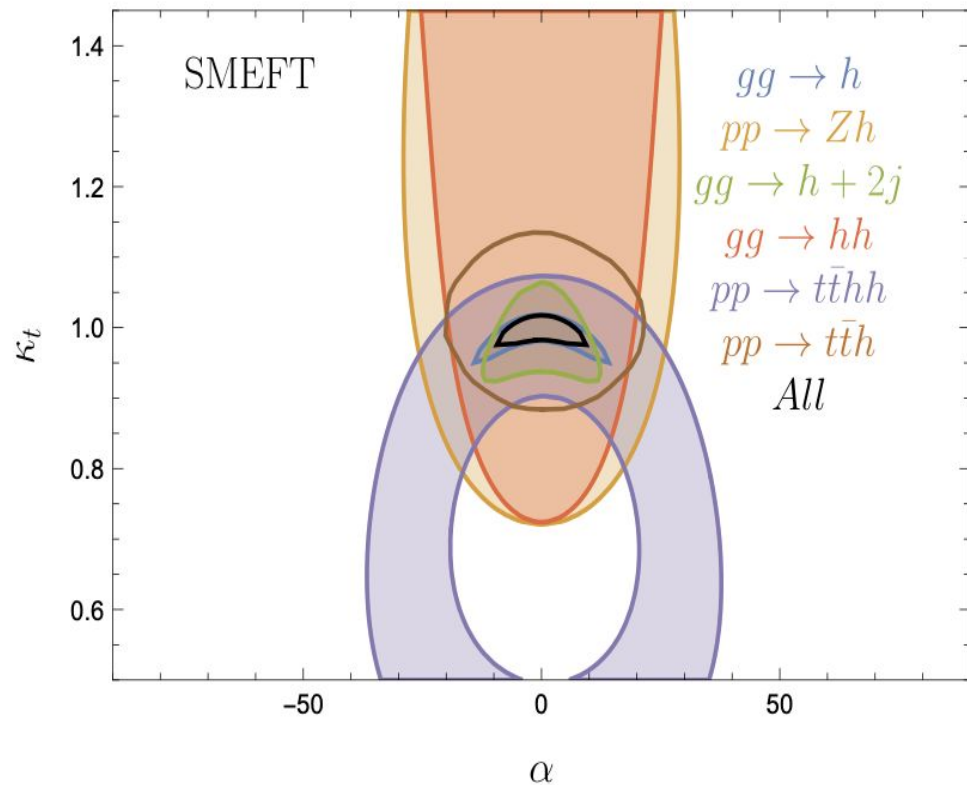 SMEFT
gg → h
pp → Zh
gg → h + 2j
gg → hh
pp → tt̄hh
pp → tt̄h
All
1.4
1.2
1.0
0.8
0.6
κt
−50 0 50
α